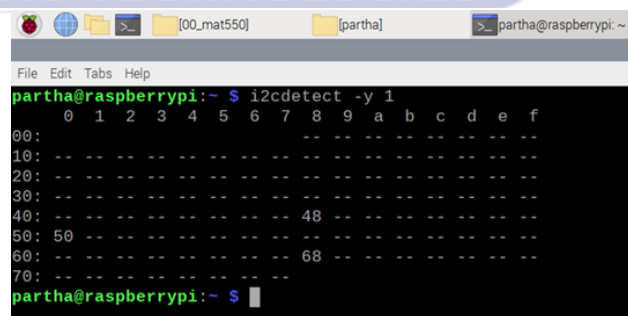 [00_mat550] [partha] partha@raspberrypi: ~
File Edit Tabs Help
partha@raspberrypi:~ $ i2cdetect -y 1
     0  1  2  3  4  5  6  7  8  9  a  b  c  d  e  f
00:                         -- -- -- -- -- -- -- --
10: -- -- -- -- -- -- -- -- -- -- -- -- -- -- -- --
20: -- -- -- -- -- -- -- -- -- -- -- -- -- -- -- --
30: -- -- -- -- -- -- -- -- -- -- -- -- -- -- -- --
40: -- -- -- -- -- -- -- -- 48 -- -- -- -- -- -- --
50: 50 -- -- -- -- -- -- -- -- -- -- -- -- -- -- --
60: -- -- -- -- -- -- -- -- 68 -- -- -- -- -- -- --
70: -- -- -- -- -- -- -- --
partha@raspberrypi:~ $